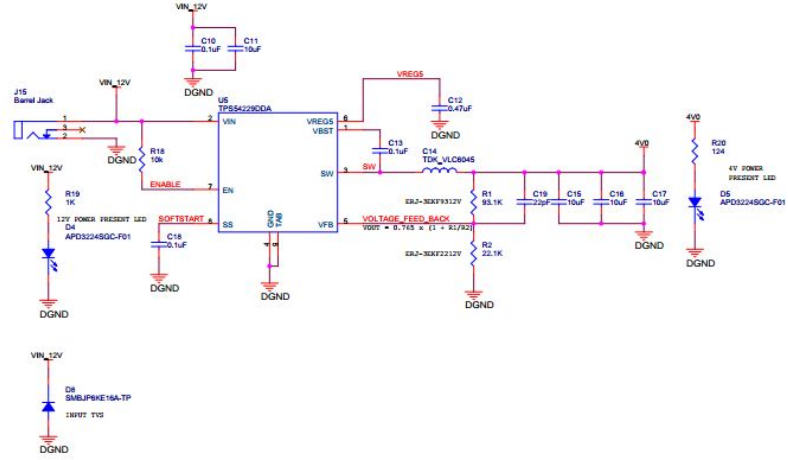 VIN_12V
C10
0.1uF
C11
10uF
DGND
J15
Barrel Jack
VIN_12V
1
3
2
DGND
R18
10k
ENABLE
U5
TPS54229DDA
2
VIN
7
EN
8
SS
VREG5
6
VBST
1
SW
3
VFB
5
GND
TAB
4
DGND
VREG5
C12
0.47uF
DGND
C13
0.1uF
SW
C14
TDK_VLC6045
4V0
ERJ-3EKF9312V
R1
93.1K
C19
22pF
C15
10uF
C16
10uF
C17
10uF
DGND
VOLTAGE_FEED_BACK
VOUT = 0.765 x (1 + R1/R2)
ERJ-3EKF2212V
R2
22.1K
DGND
4V0
R20
124
4V POWER
PRESENT LED
D5
APD3224SGC-F01
DGND
VIN_12V
R19
1K
12V POWER PRESENT LED
D4
APD3224SGC-F01
DGND
SOFTSTART
C18
0.1uF
DGND
VIN_12V
D8
SMBJP6KE16A-TP
INPUT TVS
DGND